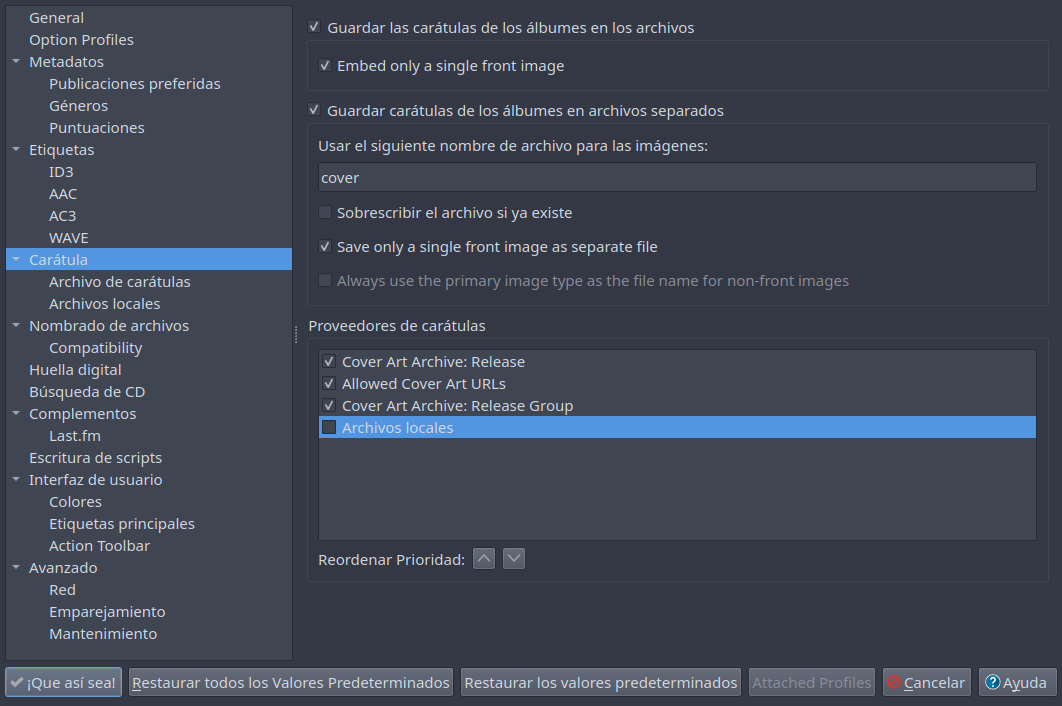 General
Option Profiles
Metadatos
Publicaciones preferidas
Géneros
Puntuaciones
Etiquetas
ID3
AAC
AC3
WAVE
Carátula
Archivo de carátulas
Archivos locales
Nombrado de archivos
Compatibility
Huella digital
Búsqueda de CD
Complementos
Last.fm
Escritura de scripts
Interfaz de usuario
Colores
Etiquetas principales
Action Toolbar
Avanzado
Red
Emparejamiento
Mantenimiento
Guardar las carátulas de los álbumes en los archivos
Embed only a single front image
Guardar carátulas de los álbumes en archivos separados
Usar el siguiente nombre de archivo para las imágenes:
cover
Sobrescribir el archivo si ya existe
Save only a single front image as separate file
Always use the primary image type as the file name for non-front images
Proveedores de carátulas
Cover Art Archive: Release
Allowed Cover Art URLs
Cover Art Archive: Release Group
Archivos locales
Reordenar Prioridad:
¡Que así sea! Restaurar todos los Valores Predeterminados Restaurar los valores predeterminados Attached Profiles Cancelar Ayuda